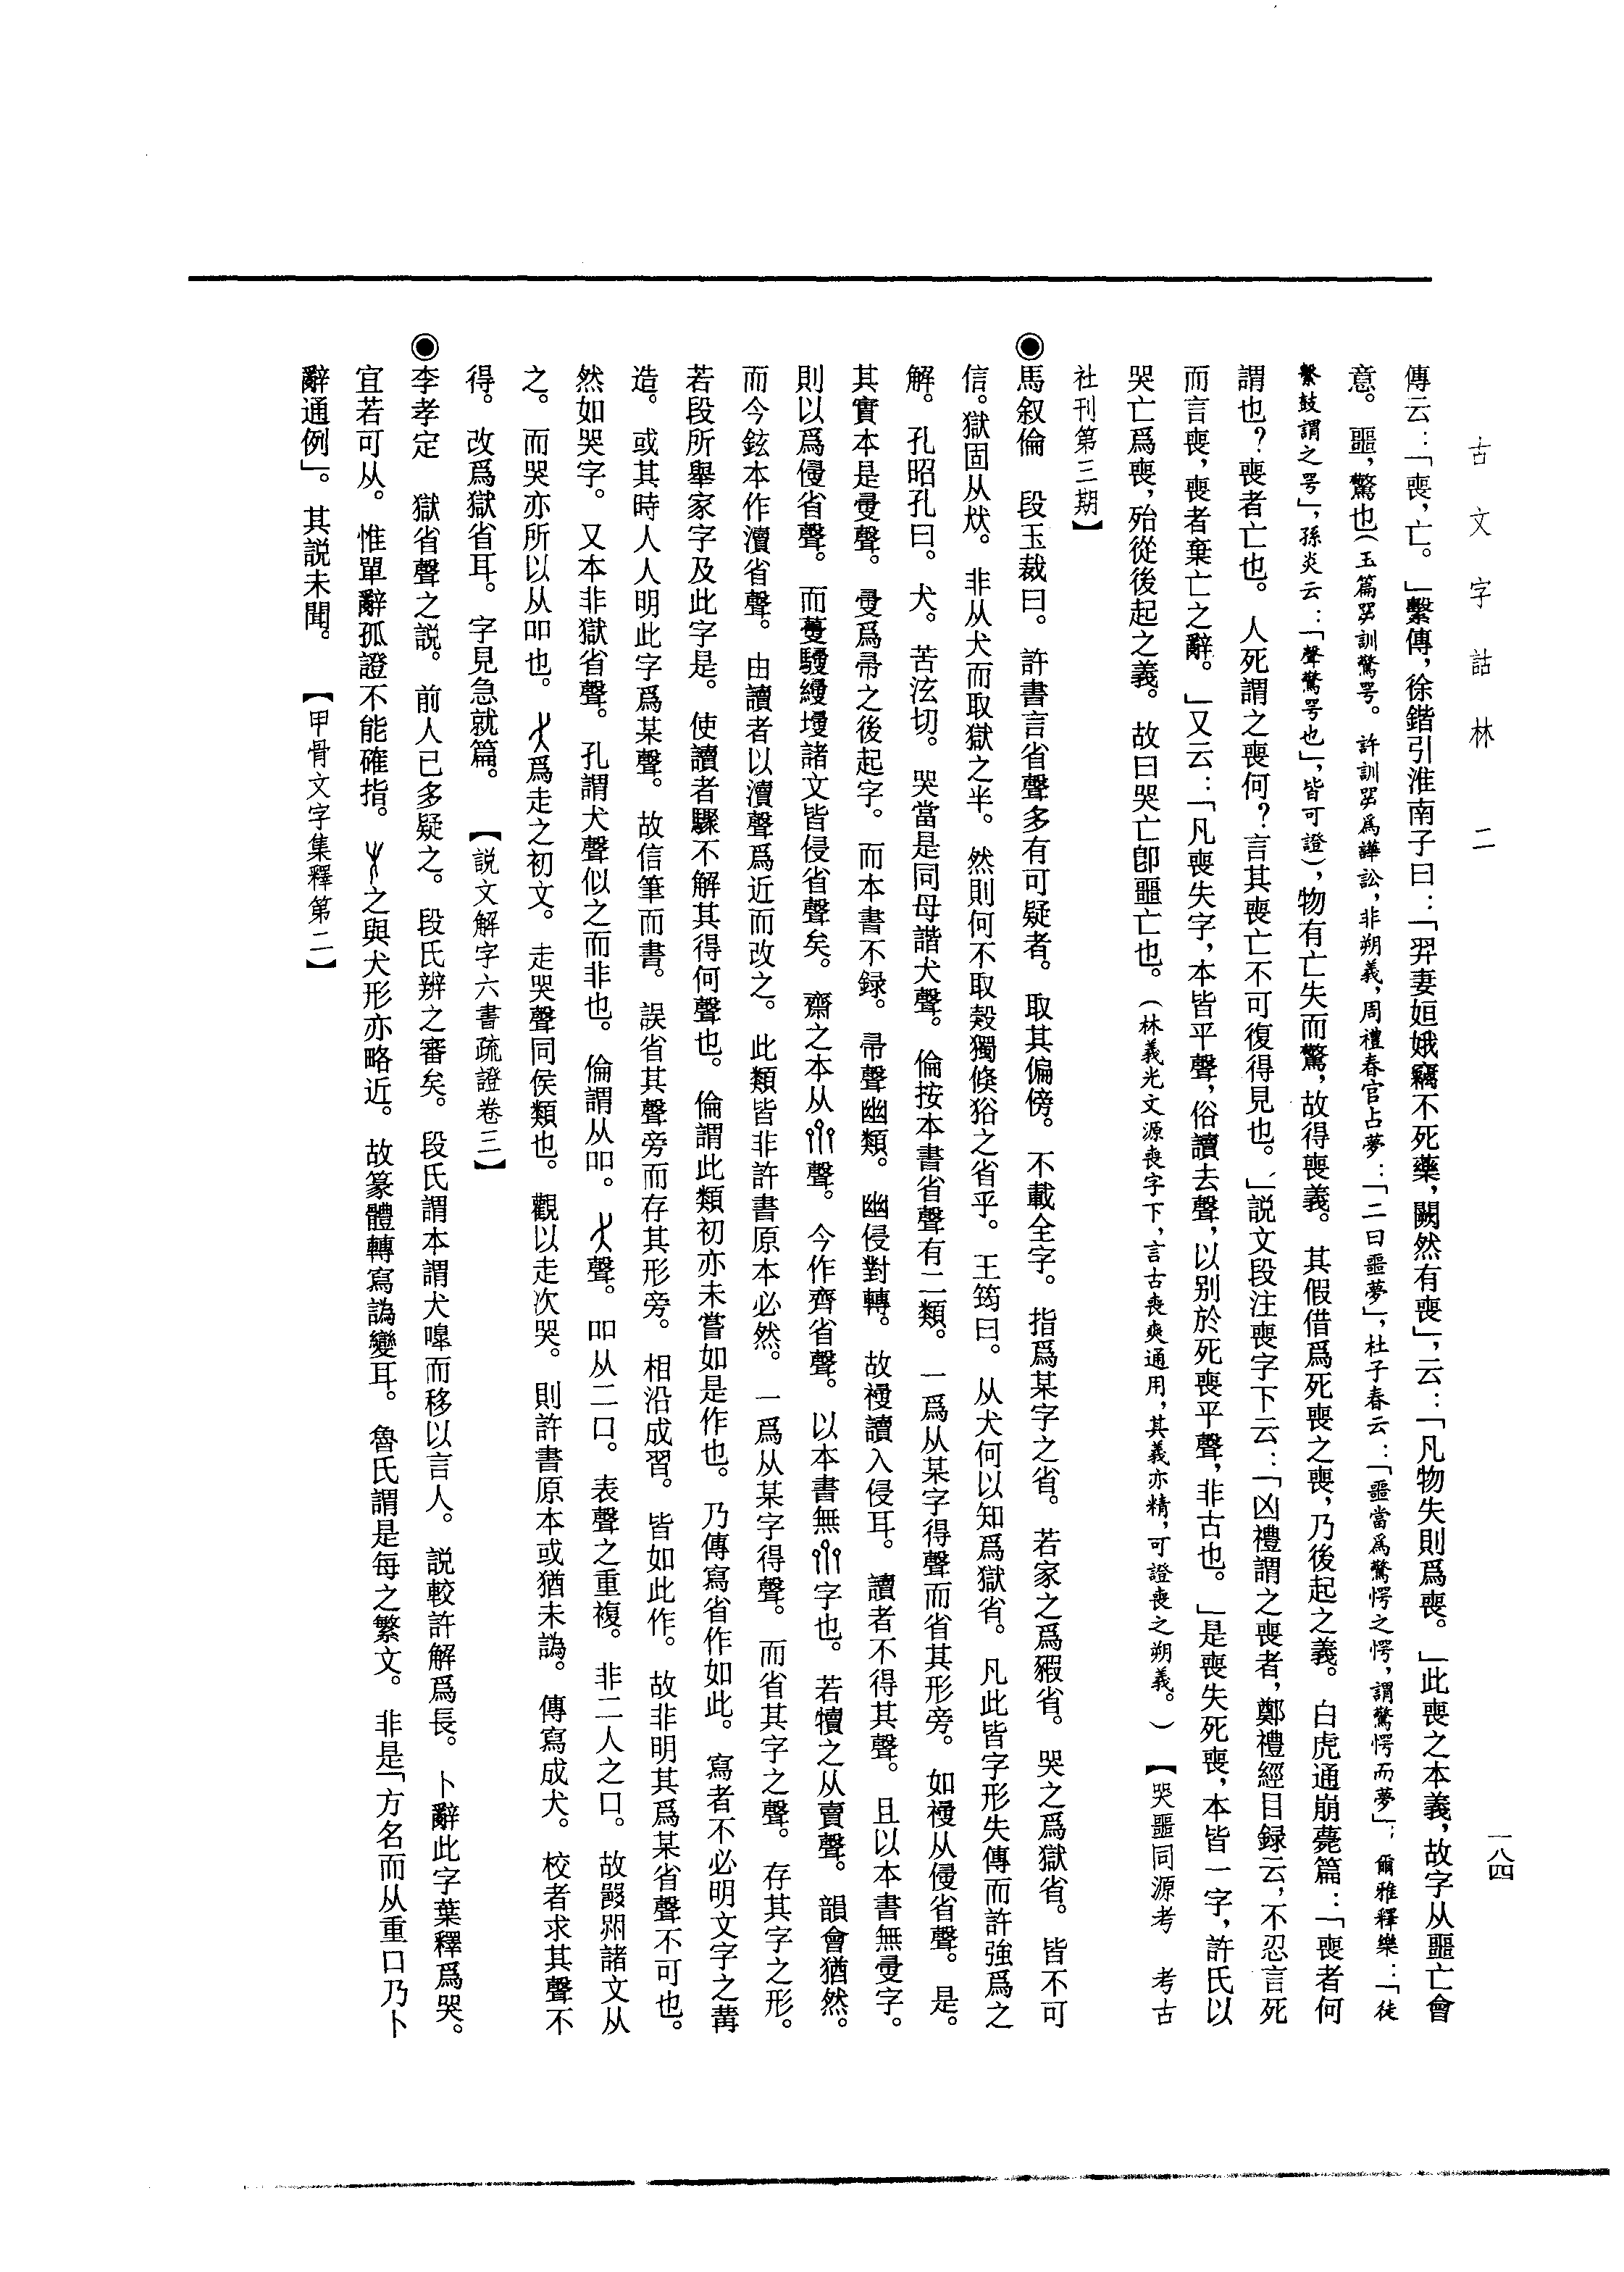 古文字詁林 二
一八四
傳云：「喪，亡。」繫傳，徐鍇引淮南子曰：「羿妻姮娥竊不死藥，闕然有喪」，云：「凡物失則爲喪。」此喪之本義，故字从噩亡會
意。噩，驚也（玉篇咢訓驚咢。許訓咢爲譁訟，非朔義，周禮春官占夢：「二曰噩夢」，杜子春云：「噩當爲驚愕之愕，謂驚愕而夢」；爾雅釋樂：「徒
繫鼓謂之咢」，孫炎云：「聲驚咢也」，皆可證），物有亡失而驚，故得喪義。其假借爲死喪之喪，乃後起之義。白虎通崩薨篇：「喪者何
謂也？喪者亡也。人死謂之喪何？言其喪亡不可復得見也。」説文段注喪字下云：「凶禮謂之喪者，鄭禮經目録云，不忍言死
而言喪，喪者棄亡之辭。」又云：「凡喪失字，本皆平聲，俗讀去聲，以别於死喪平聲，非古也。」是喪失死喪，本皆一字，許氏以
哭亡爲喪，殆從後起之義。故曰哭亡卽噩亡也。（林義光文源喪字下，言古喪爽通用，其義亦精，可證喪之朔義。）【哭噩同源考 考古
社刊第三期】
◉馬叙倫 段玉裁曰。許書言省聲多有可疑者。取其偏傍。不載全字。指爲某字之省。若家之爲豭省。哭之爲獄省。皆不可
信。獄固从㹜。非从犬而取獄之半。然則何不取㲉獨倏㺲之省乎。王筠曰。从犬何以知爲獄省。凡此皆字形失傳而許強爲之
解。孔昭孔曰。犬。苦泫切。哭當是同母諧犬聲。倫按本書省聲有二類。一爲从某字得聲而省其形旁。如祲从侵省聲。是。
其實本是𠬶聲。𠬶爲帚之後起字。而本書不録。帚聲幽類。幽侵對轉。故祲讀入侵耳。讀者不得其聲。且以本書無𠬶字。
則以爲侵省聲。而葠駸綅埐諸文皆侵省聲矣。齋之本从 聲。今作齊省聲。以本書無 字也。若犢之从賣聲。韻會猶然。
而今鉉本作瀆省聲。由讀者以瀆聲爲近而改之。此類皆非許書原本必然。一爲从某字得聲。而省其字之聲。存其字之形。
若段所舉家字及此字是。使讀者驟不解其得何聲也。倫謂此類初亦未嘗如是作也。乃傳寫省作如此。寫者不必明文字之冓
造。或其時人人明此字爲某聲。故信筆而書。誤省其聲旁而存其形旁。相沿成習。皆如此作。故非明其爲某省聲不可也。
然如哭字。又本非獄省聲。孔謂犬聲似之而非也。倫謂从吅。 聲。吅从二口。表聲之重複。非二人之口。故嘏喌諸文从
之。而哭亦所以从吅也。 爲走之初文。走哭聲同侯類也。觀以走次哭。則許書原本或猶未譌。傳寫成犬。校者求其聲不
得。改爲獄省耳。字見急就篇。【説文解字六書疏證卷三】
◉李孝定 獄省聲之説。前人已多疑之。段氏辨之審矣。段氏謂本謂犬嘷而移以言人。説較許解爲長。卜辭此字葉釋爲哭。
宜若可从。惟單辭孤證不能確指。 之與犬形亦略近。故篆體轉寫譌變耳。魯氏謂是每之繁文。非是「方名而从重口乃卜
辭通例」。其説未聞。【甲骨文字集釋第二】